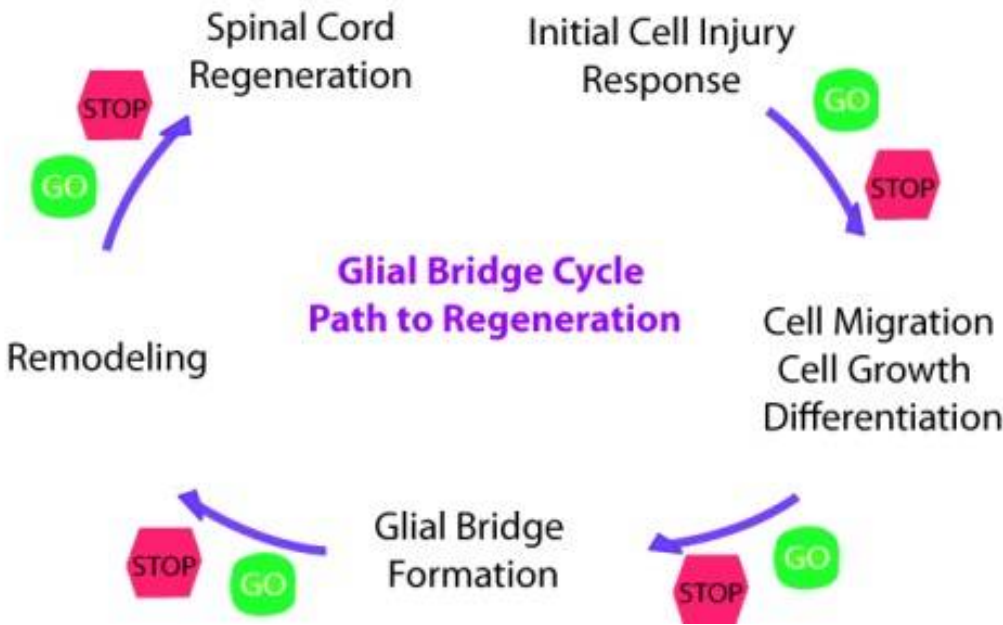 Spinal Cord
Regeneration
Initial Cell Injury
Response
STOP
GO
GO
STOP
Glial Bridge Cycle
Path to Regeneration
Remodeling
Cell Migration
Cell Growth
Differentiation
Glial Bridge
Formation
STOP
GO
STOP
GO